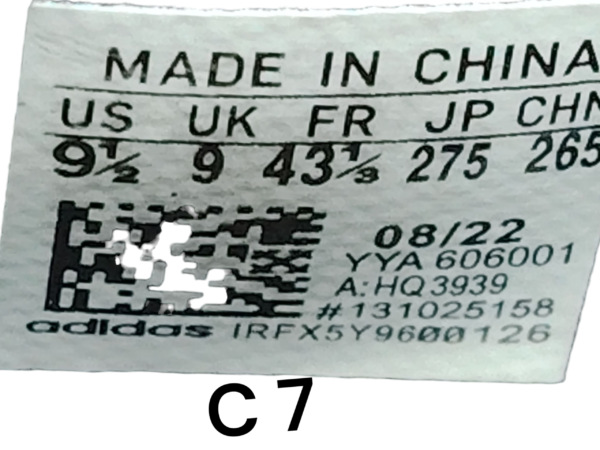 MADE IN CHINA
US UK FR JP CHN
9½ 9 43⅓ 275 265
08/22
YYA 606001
A:HQ3939
#131025158
adidas IRFX5Y9600126
C7